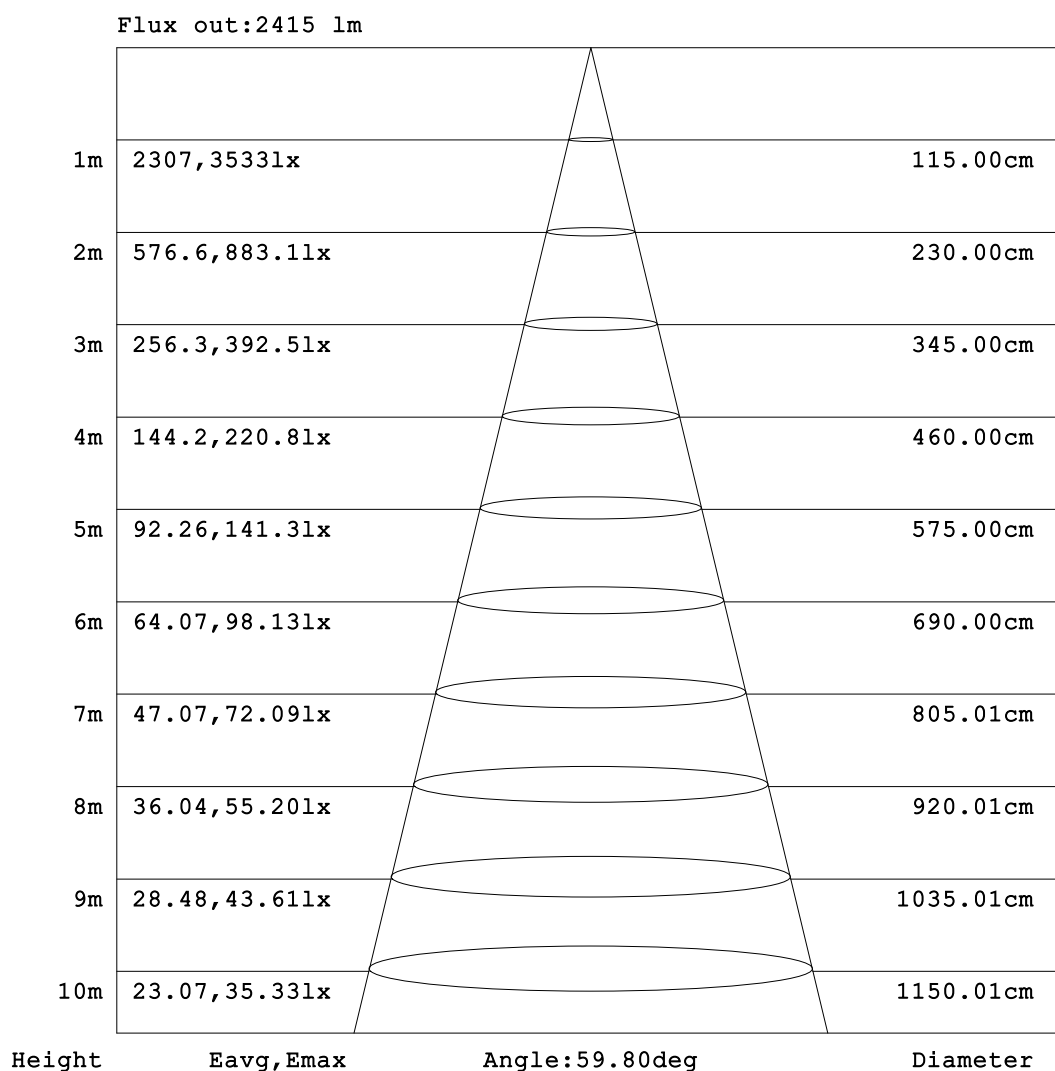 Flux out:2415 lm
1m 2307,3533lx 115.00cm
2m 576.6,883.1lx 230.00cm
3m 256.3,392.5lx 345.00cm
4m 144.2,220.8lx 460.00cm
5m 92.26,141.3lx 575.00cm
6m 64.07,98.13lx 690.00cm
7m 47.07,72.09lx 805.01cm
8m 36.04,55.20lx 920.01cm
9m 28.48,43.61lx 1035.01cm
10m 23.07,35.33lx 1150.01cm
Height Eavg,Emax Angle:59.80deg Diameter